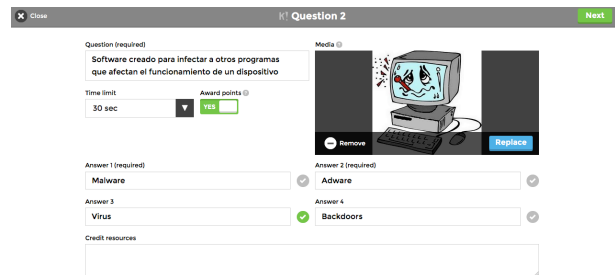 Close
K! Question 2
Next
Question (required)
Media
Software creado para infectar a otros programas
que afectan el funcionamiento de un dispositivo
Time limit
Award points
30 sec
YES
Remove
Replace
Answer 1 (required)
Answer 2 (required)
Malware
Adware
Answer 3
Answer 4
Virus
Backdoors
Credit resources